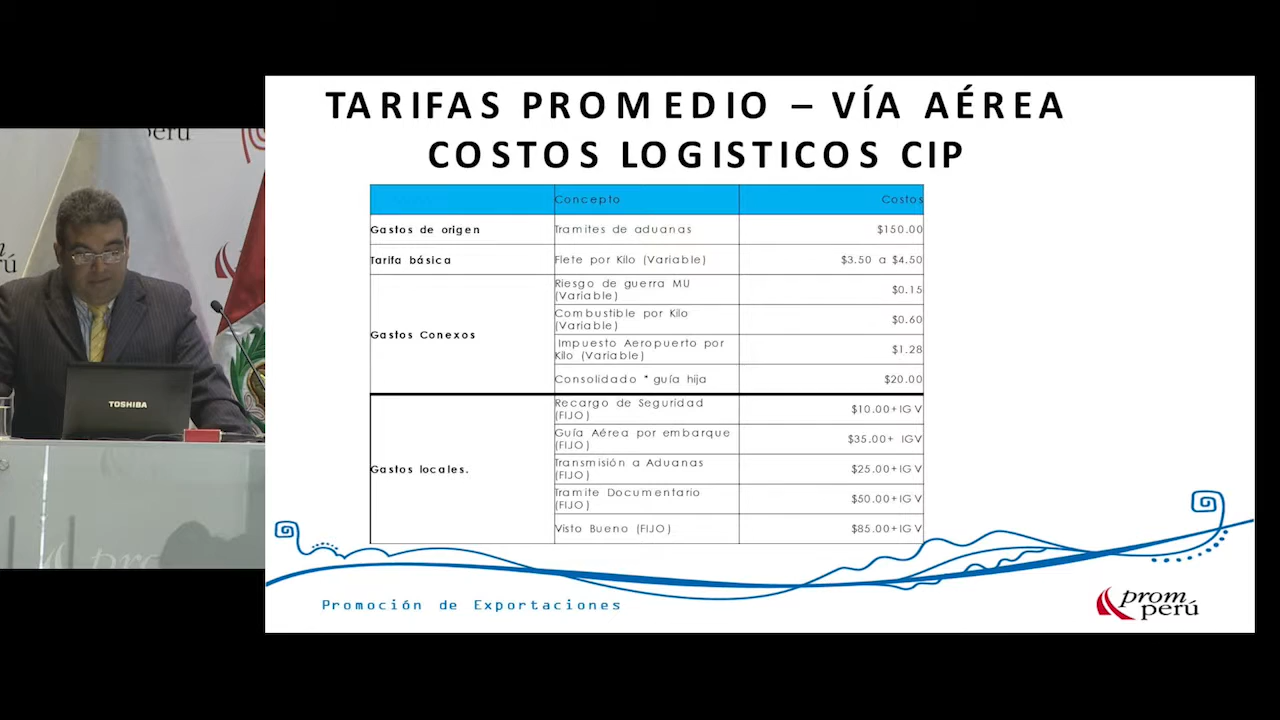 TARIFAS PROMEDIO – VÍA AÉREA
COSTOS LOGISTICOS CIP
Concepto Costos
Gastos de origen Tramites de aduanas $150.00
Tarifa básica Flete por Kilo (Variable) $3.50 a $4.50
Gastos Conexos
Riesgo de guerra MU
(Variable)
$0.15
Combustible por Kilo
(Variable)
$0.60
Impuesto Aeropuerto por
Kilo (Variable)
$1.28
Consolidado * guía hija $20.00
Gastos locales.
Recargo de Seguridad
(FIJO)
$10.00+IGV
Guía Aérea por embarque
(FIJO)
$35.00+ IGV
Transmisión a Aduanas
(FIJO)
$25.00+IGV
Tramite Documentario
(FIJO)
$50.00+IGV
Visto Bueno (FIJO) $85.00+IGV
Promoción de Exportaciones
prom
perú
perú
TOSHIBA